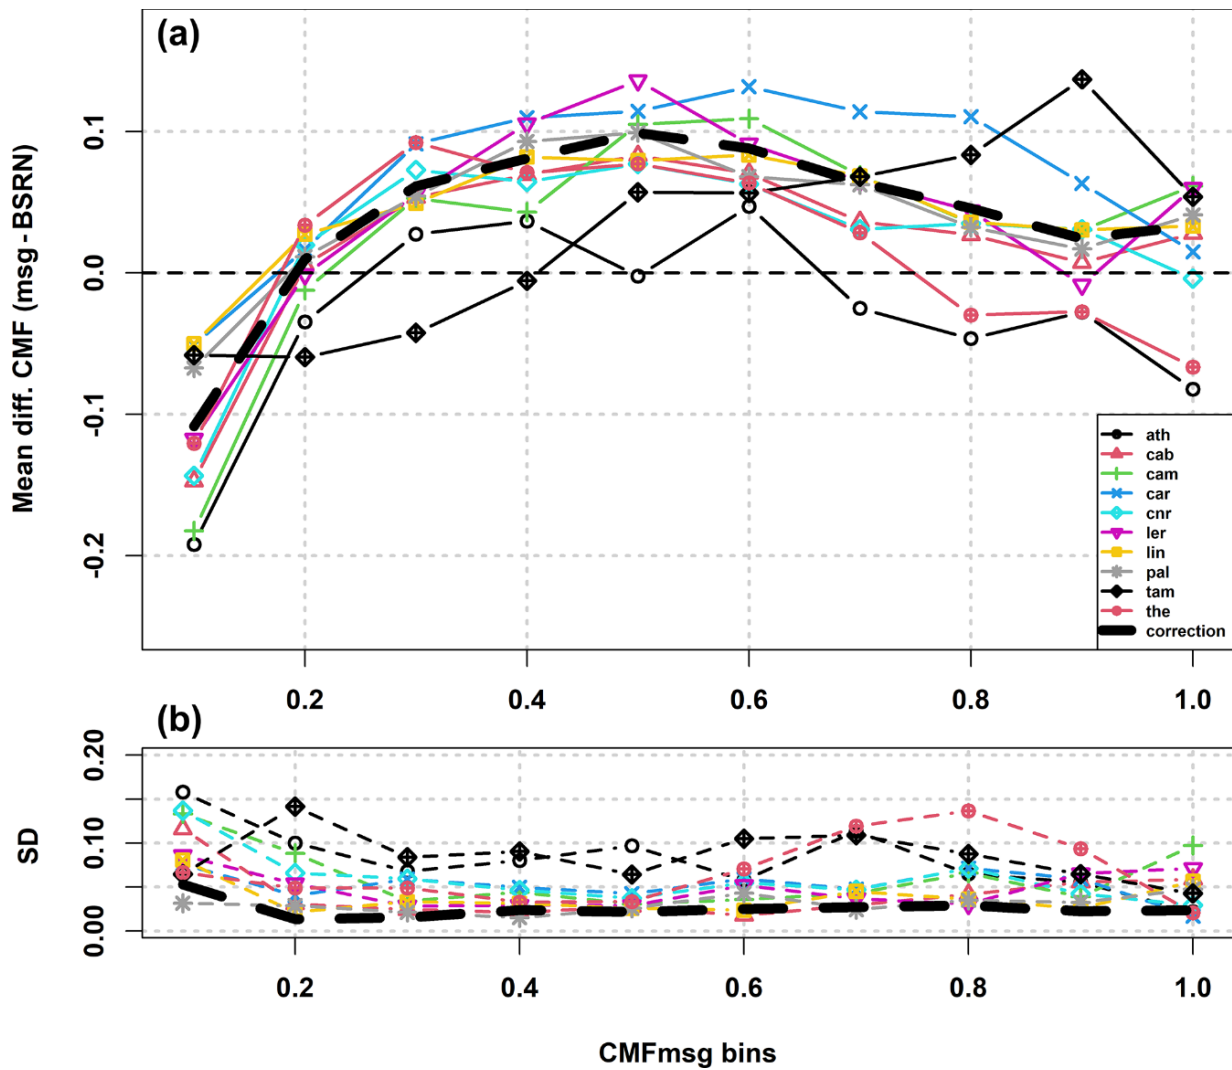 (a)
Mean diff. CMF (msg - BSRN)
0.1
0.0
-0.1
-0.2
ath
cab
cam
car
cnr
ler
lin
pal
tam
the
correction
0.2 0.4 0.6 0.8 1.0
(b)
SD
0.20
0.10
0.00
0.2 0.4 0.6 0.8 1.0
CMFmsg bins